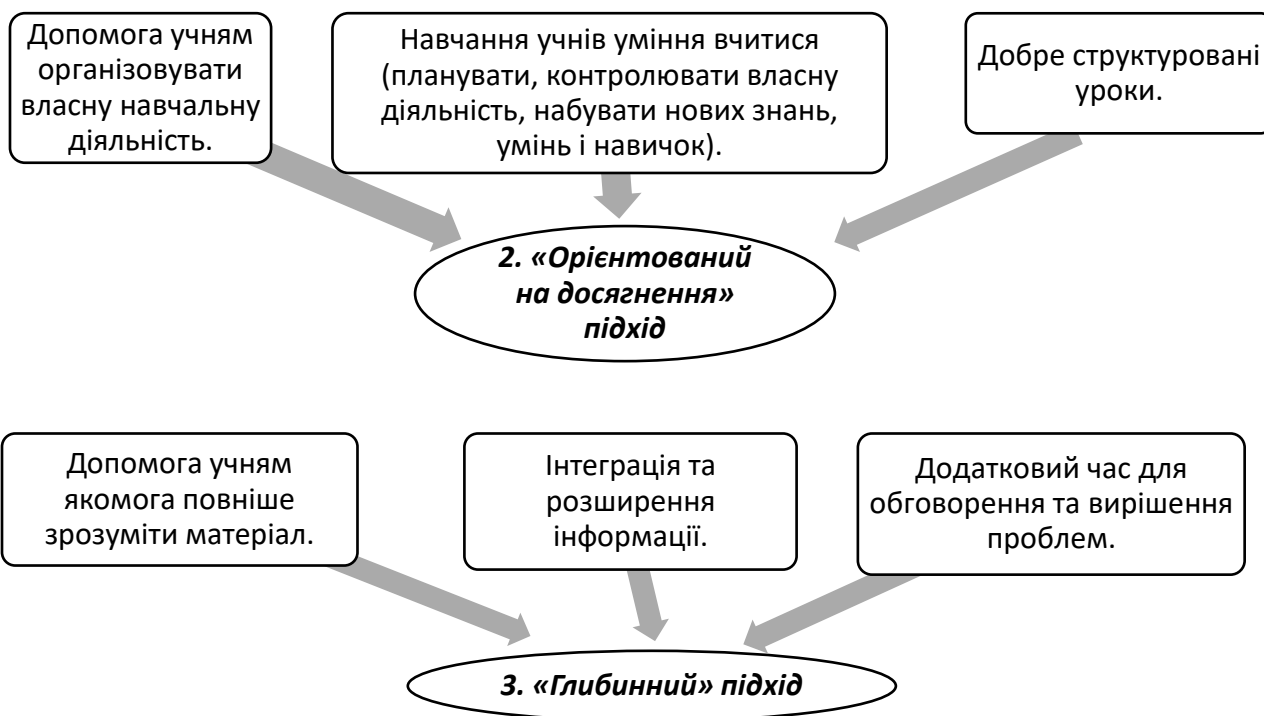 Допомога учням
організовувати
власну навчальну
діяльність.
Навчання учнів уміння вчитися
(планувати, контролювати власну
діяльність, набувати нових знань,
умінь і навичок).
Добре структуровані
уроки.
2. «Орієнтований
на досягнення»
підхід
Допомога учням
якомога повніше
зрозуміти матеріал.
Інтеграція та
розширення
інформації.
Додатковий час для
обговорення та вирішення
проблем.
3. «Глибинний» підхід